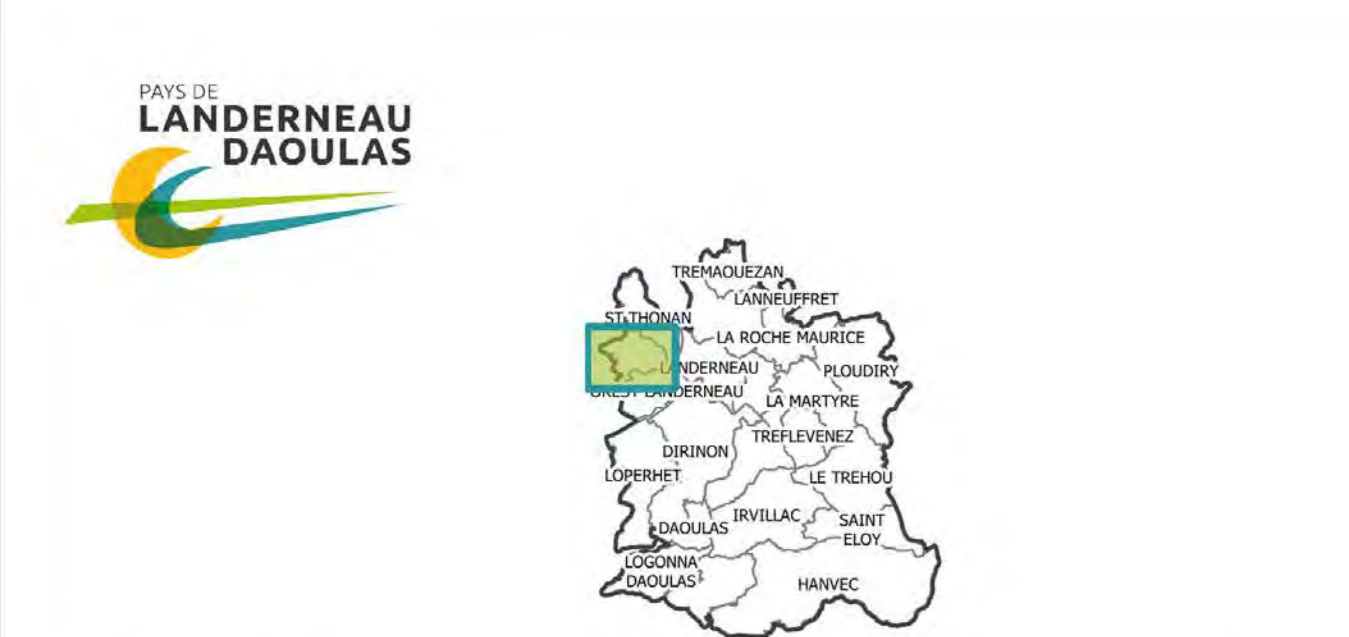 PAYS DE
LANDERNEAU
DAOULAS
TREMAOUEZAN
LANNEUFFRET
ST-THONAN
LA ROCHE MAURICE
LANDERNEAU
PLOUDIRY
LANDERNEAU
LA MARTYRE
TREFLEVENEZ
DIRINON
LOPERHET
LE TREHOU
IRVILLAC
SAINT
ELOY
DAOULAS
LOGONNA
DAOULAS
HANVEC